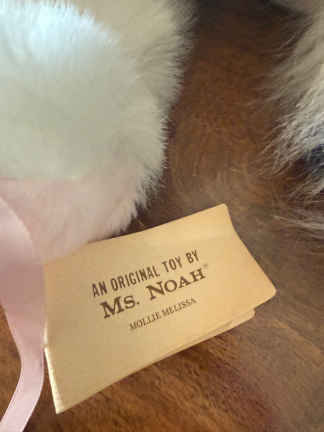 AN ORIGINAL TOY BY
MS. NOAH®
MOLLIE MELISSA